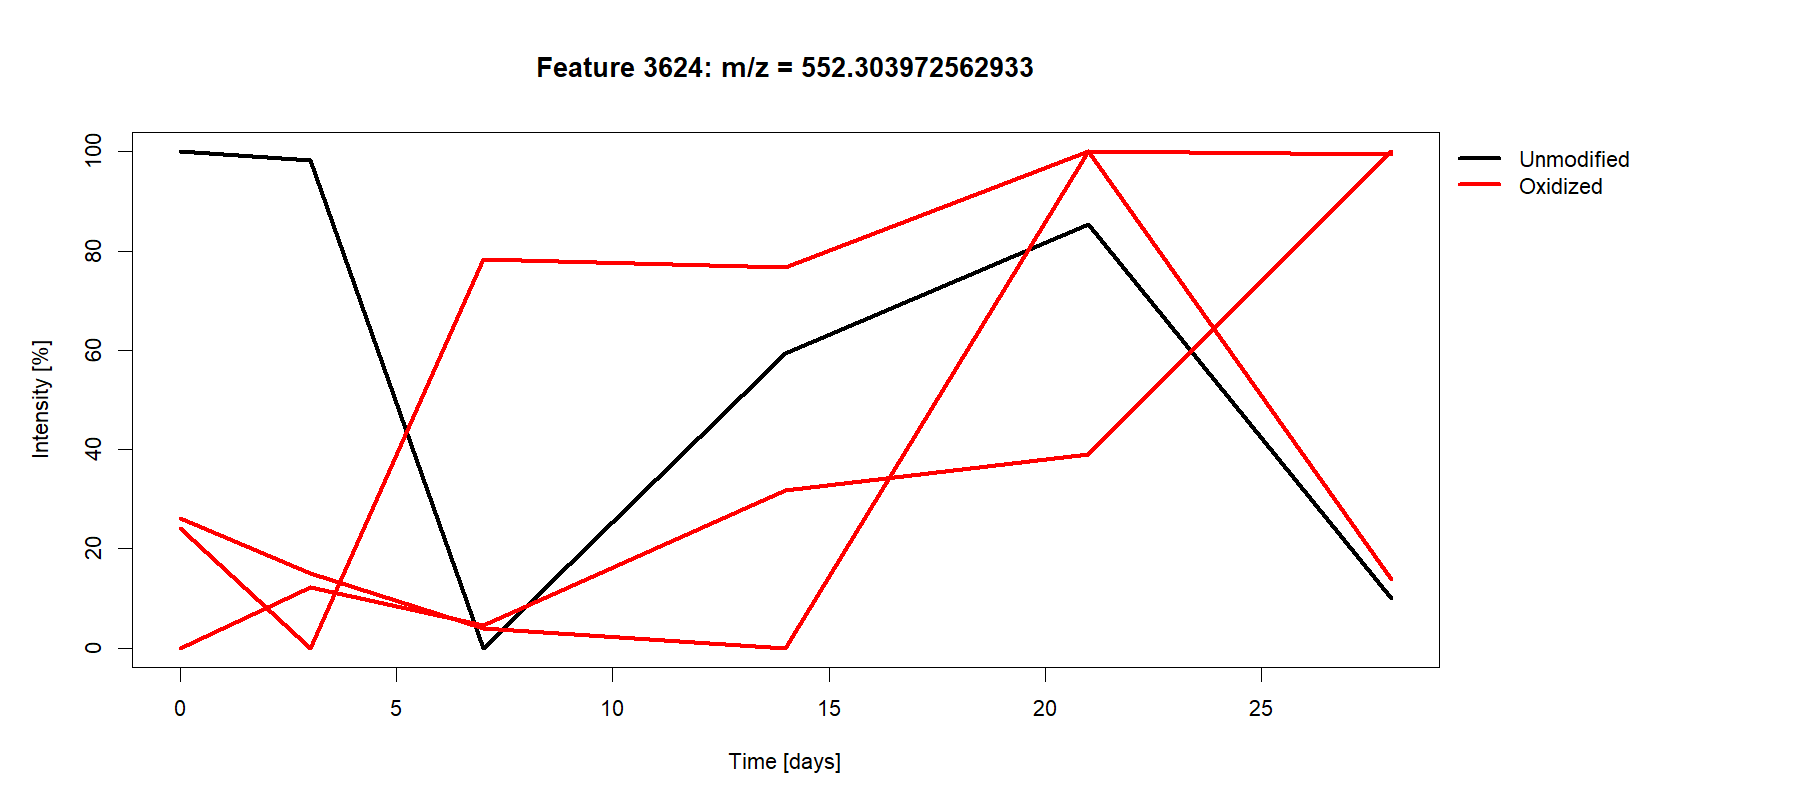 Feature 3624: m/z = 552.303972562933
Unmodified
Oxidized
100
80
60
40
20
0
Intensity [%]
0 5 10 15 20 25
Time [days]